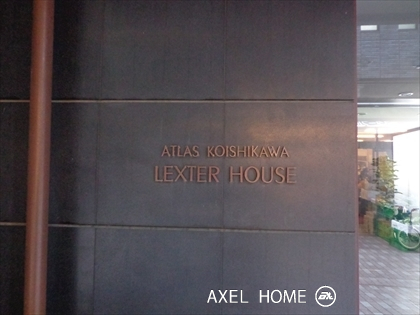 ATLAS KOISHIKAWA
LEXTER HOUSE
AXEL HOME